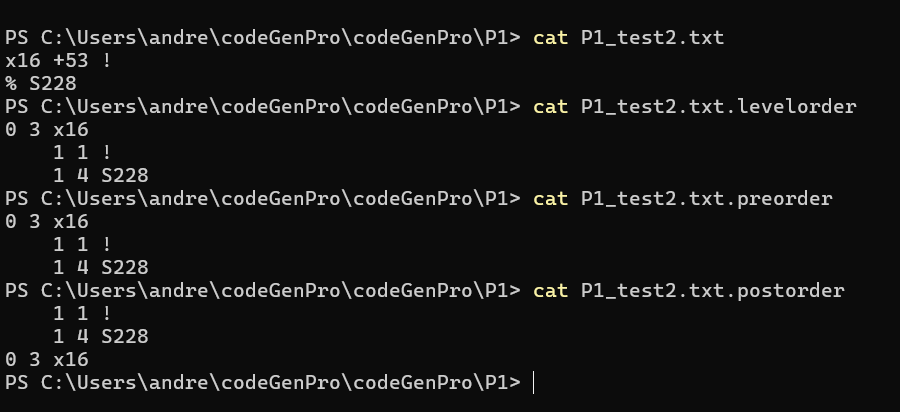 PS C:\Users\andre\codeGenPro\codeGenPro\P1> cat P1_test2.txt
x16 +53 !
% S228
PS C:\Users\andre\codeGenPro\codeGenPro\P1> cat P1_test2.txt.levelorder
0 3 x16
    1 1 !
    1 4 S228
PS C:\Users\andre\codeGenPro\codeGenPro\P1> cat P1_test2.txt.preorder
0 3 x16
    1 1 !
    1 4 S228
PS C:\Users\andre\codeGenPro\codeGenPro\P1> cat P1_test2.txt.postorder
    1 1 !
    1 4 S228
0 3 x16
PS C:\Users\andre\codeGenPro\codeGenPro\P1>